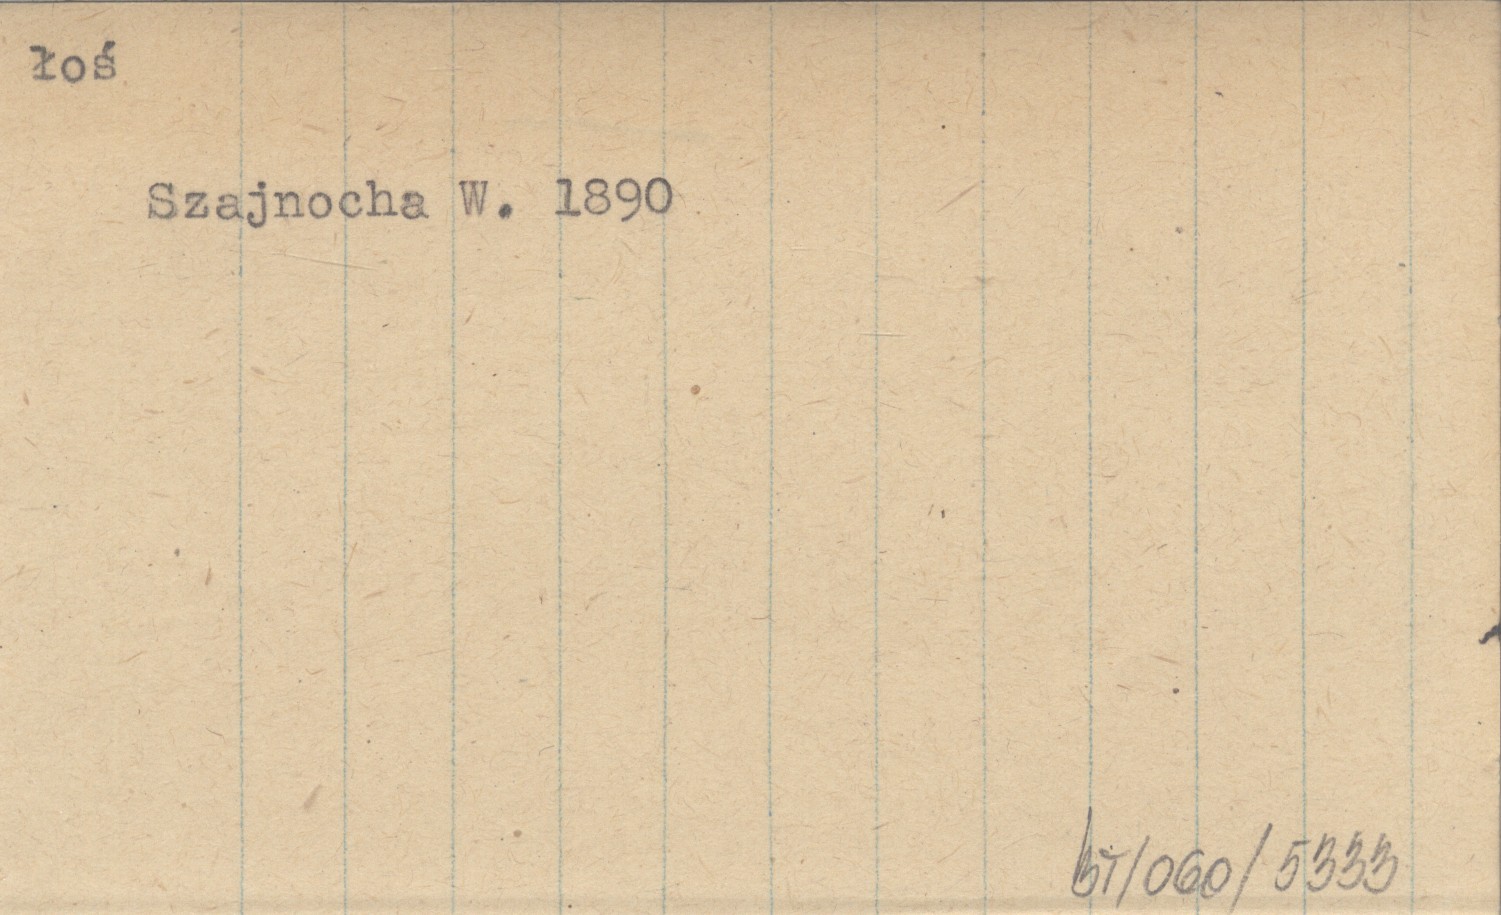 łoś
Szajnocha W. 1890
BT/060/5333